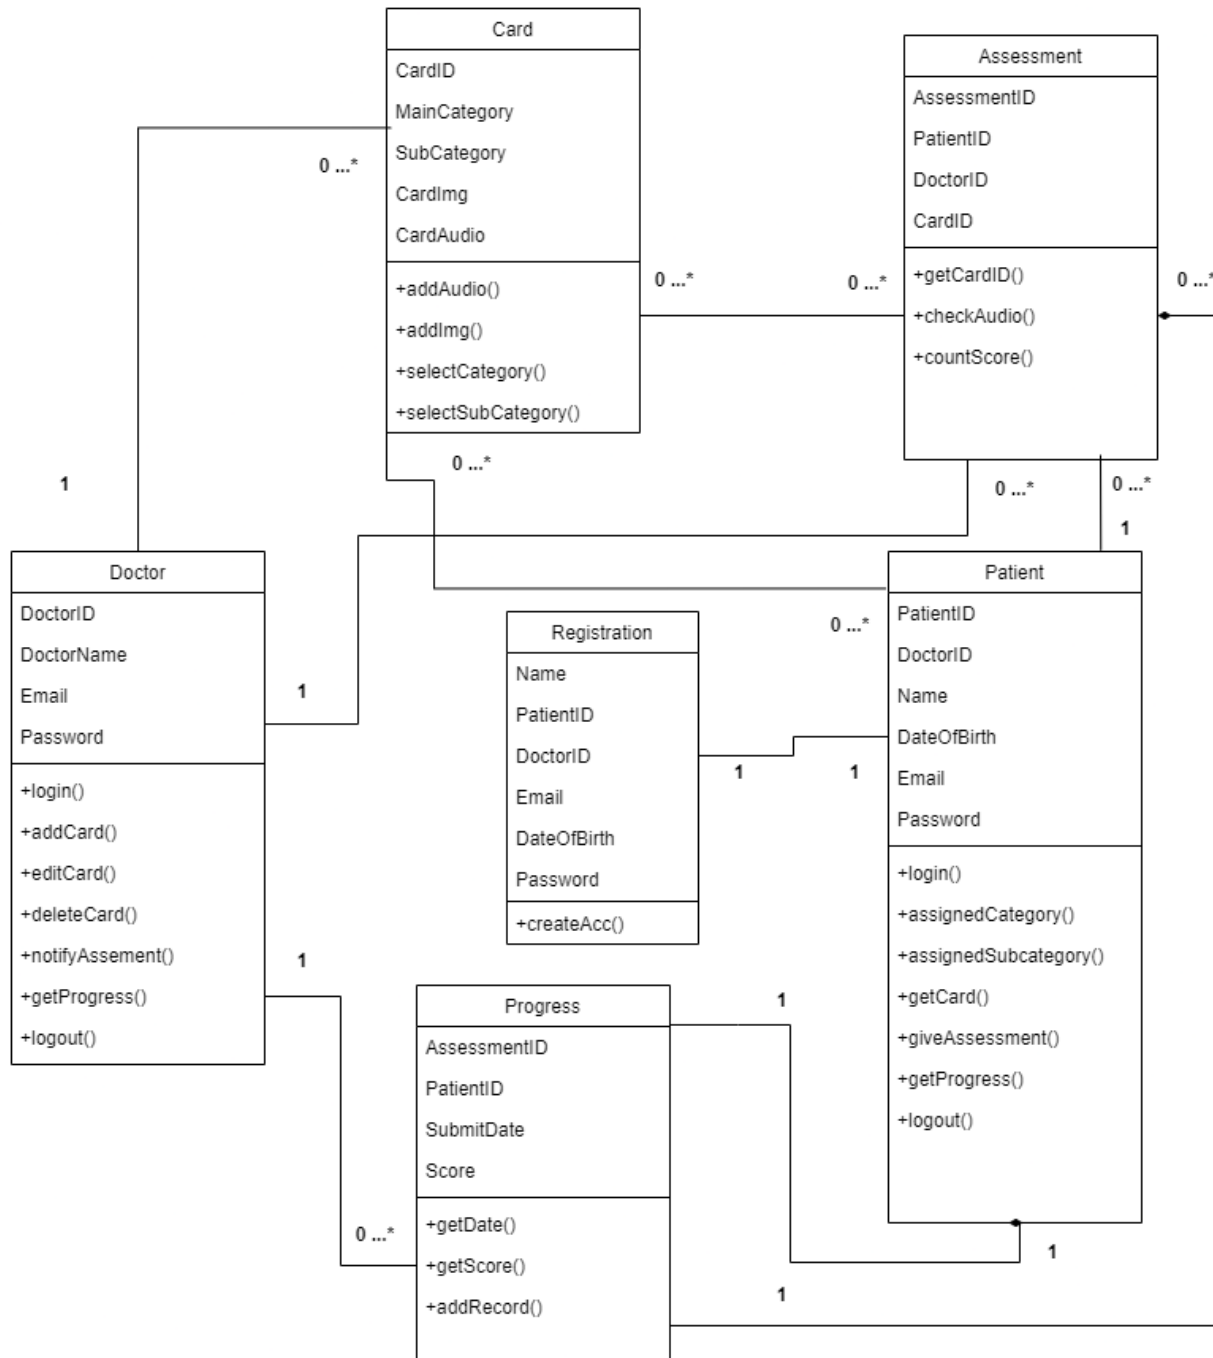 Card
CardID
MainCategory
SubCategory
CardImg
CardAudio
+addAudio()
+addImg()
+selectCategory()
+selectSubCategory()
Assessment
AssessmentID
PatientID
DoctorID
CardID
+getCardID()
+checkAudio()
+countScore()
0 ...*
0 ...*
0 ...*
0 ...*
0 ...*
1
0 ...*
0 ...*
1
Doctor
DoctorID
DoctorName
Email
Password
+login()
+addCard()
+editCard()
+deleteCard()
+notifyAssement()
+getProgress()
+logout()
1
1
Registration
Name
PatientID
DoctorID
Email
DateOfBirth
Password
+createAcc()
0 ...*
1
1
Patient
PatientID
DoctorID
Name
DateOfBirth
Email
Password
+login()
+assignedCategory()
+assignedSubcategory()
+getCard()
+giveAssessment()
+getProgress()
+logout()
Progress
AssessmentID
PatientID
SubmitDate
Score
+getDate()
+getScore()
+addRecord()
0 ...*
1
1
1